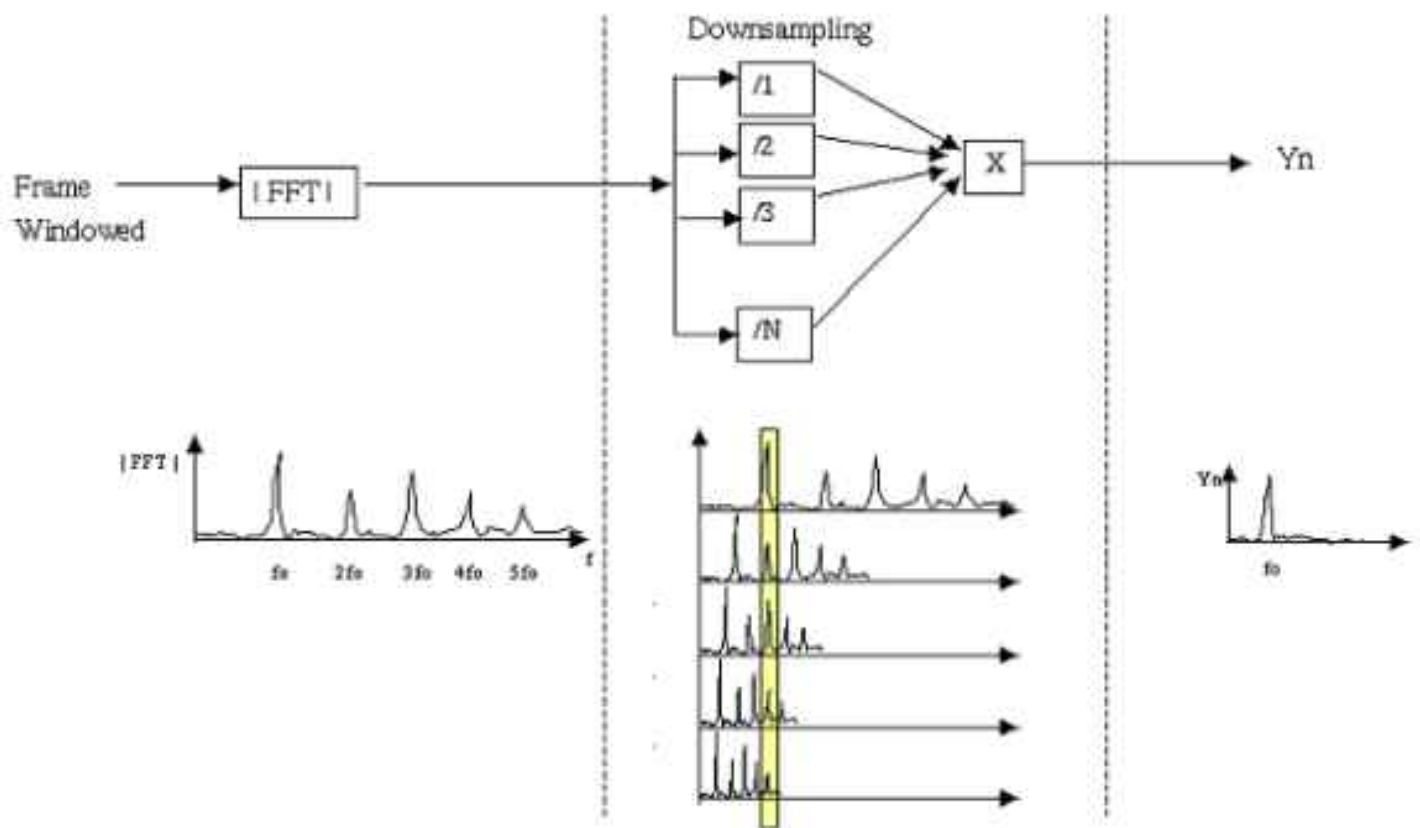 Downsampling
/1
/2
/3
/N
X
Yn
Frame
Windowed
| FFT |
| FFT |
fo 2fo 3fo 4fo 5fo
f
Yn
fo